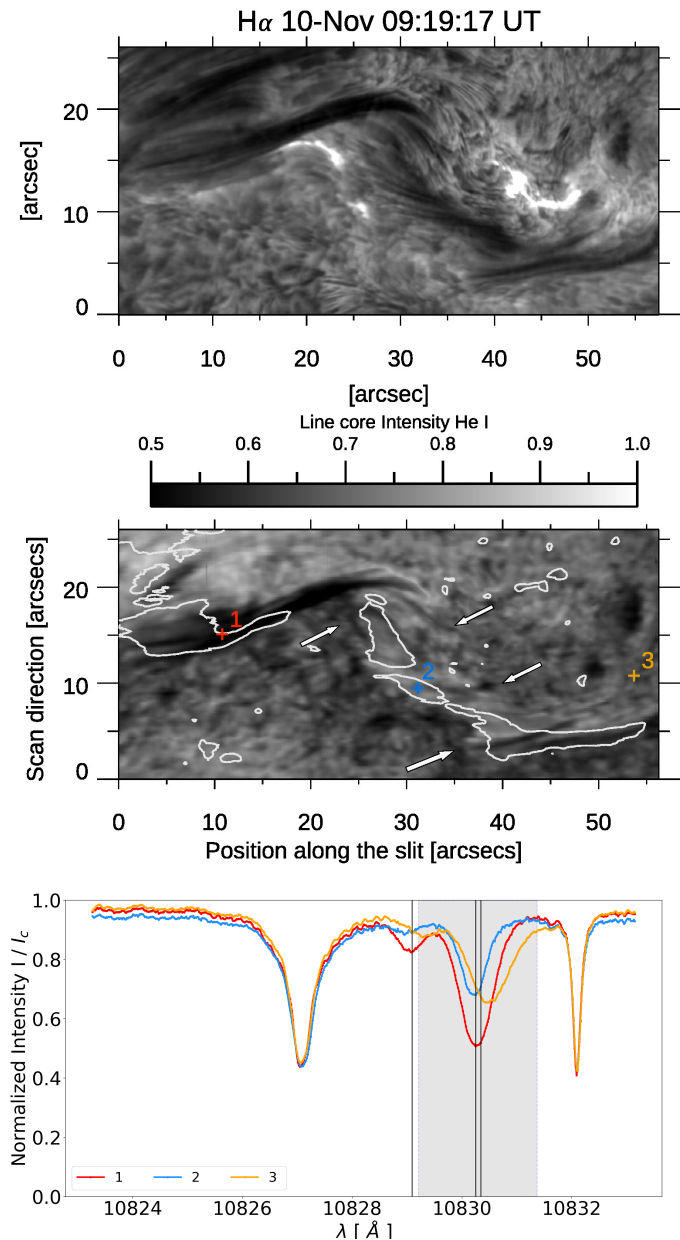 Hα 10-Nov 09:19:17 UT
[arcsec]
20
10
0
0 10 20 30 40 50
[arcsec]
Line core Intensity He I
0.5 0.6 0.7 0.8 0.9 1.0
Scan direction [arcsecs]
20
10
0
1
2
3
0 10 20 30 40 50
Position along the slit [arcsecs]
Normalized Intensity I / I_c
1.0
0.8
0.6
0.4
0.2
0.0
1 2 3
10824 10826 10828 10830 10832
λ [ Å ]